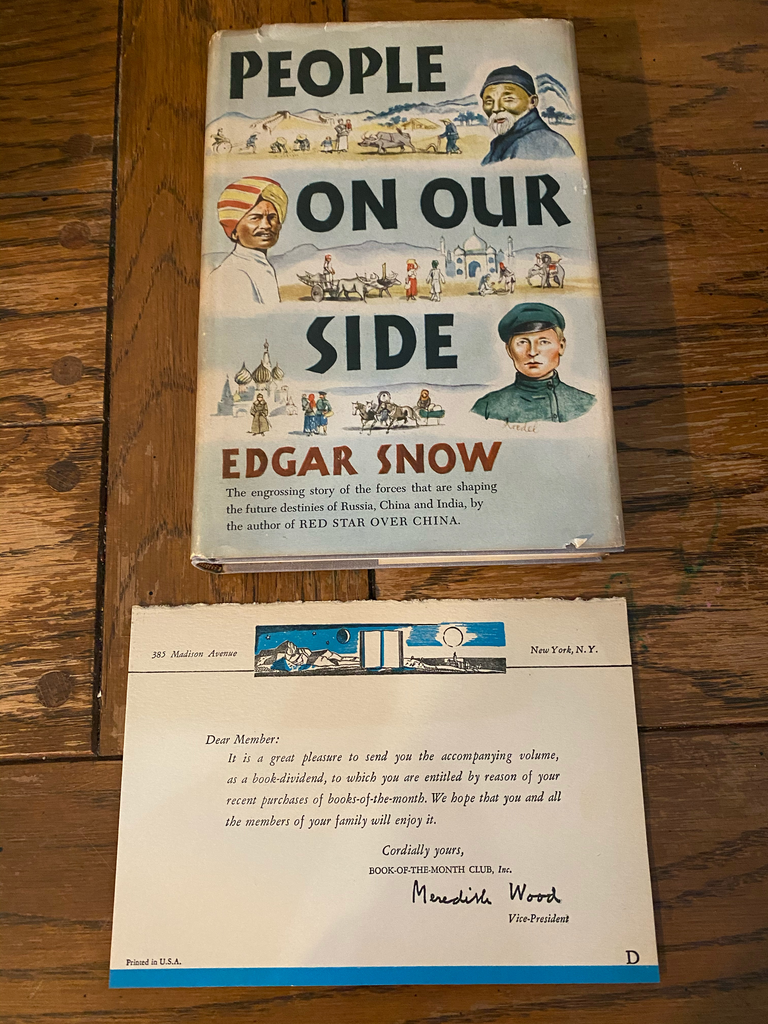 PEOPLE
ON OUR
SIDE
Kredel
EDGAR SNOW
The engrossing story of the forces that are shaping
the future destinies of Russia, China and India, by
the author of RED STAR OVER CHINA.
385 Madison Avenue
New York, N.Y.
Dear Member:
It is a great pleasure to send you the accompanying volume,
as a book-dividend, to which you are entitled by reason of your
recent purchases of books-of-the-month. We hope that you and all
the members of your family will enjoy it.
Cordially yours,
BOOK-OF-THE-MONTH CLUB, Inc.
Meredith Wood
Vice-President
Printed in U.S.A.
D